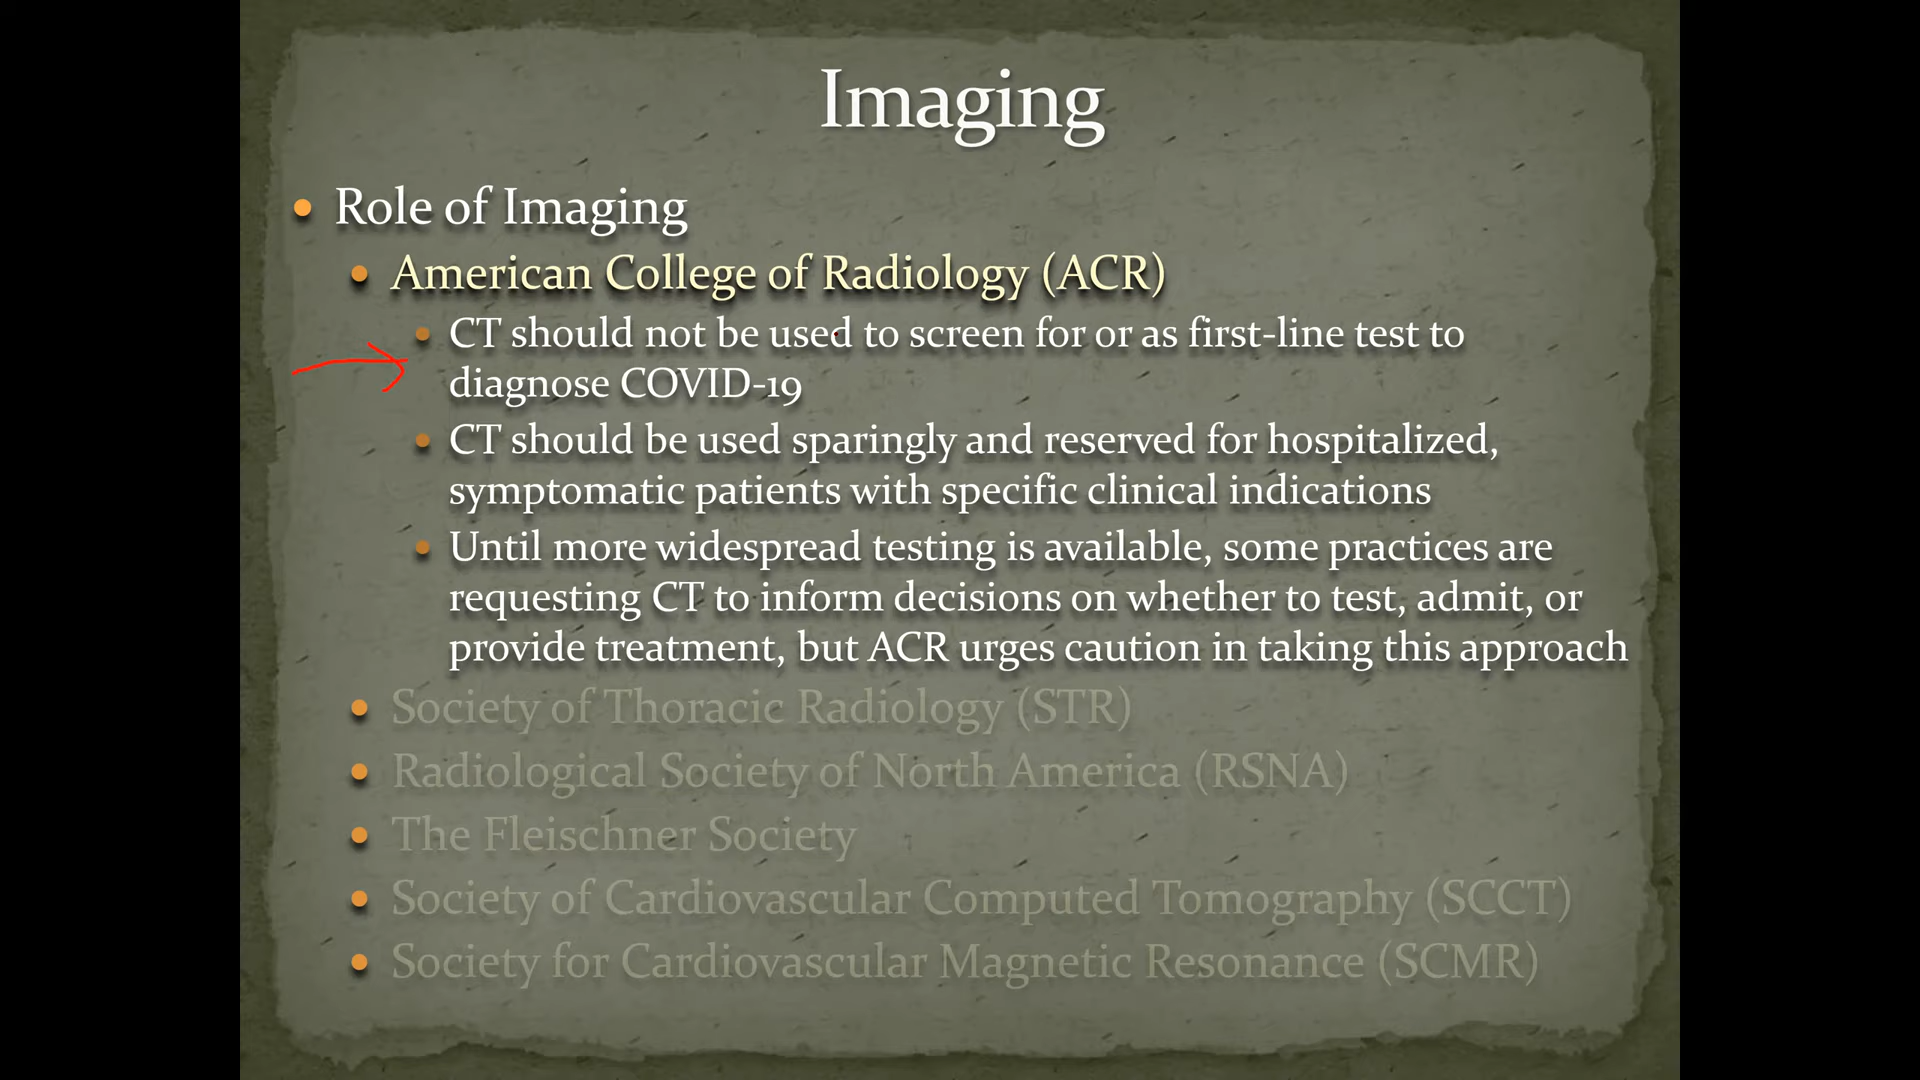 Imaging
Role of Imaging
American College of Radiology (ACR)
CT should not be used to screen for or as first-line test to
diagnose COVID-19
CT should be used sparingly and reserved for hospitalized,
symptomatic patients with specific clinical indications
Until more widespread testing is available, some practices are
requesting CT to inform decisions on whether to test, admit, or
provide treatment, but ACR urges caution in taking this approach
Society of Thoracic Radiology (STR)
Radiological Society of North America (RSNA)
The Fleischner Society
Society of Cardiovascular Computed Tomography (SCCT)
Society for Cardiovascular Magnetic Resonance (SCMR)